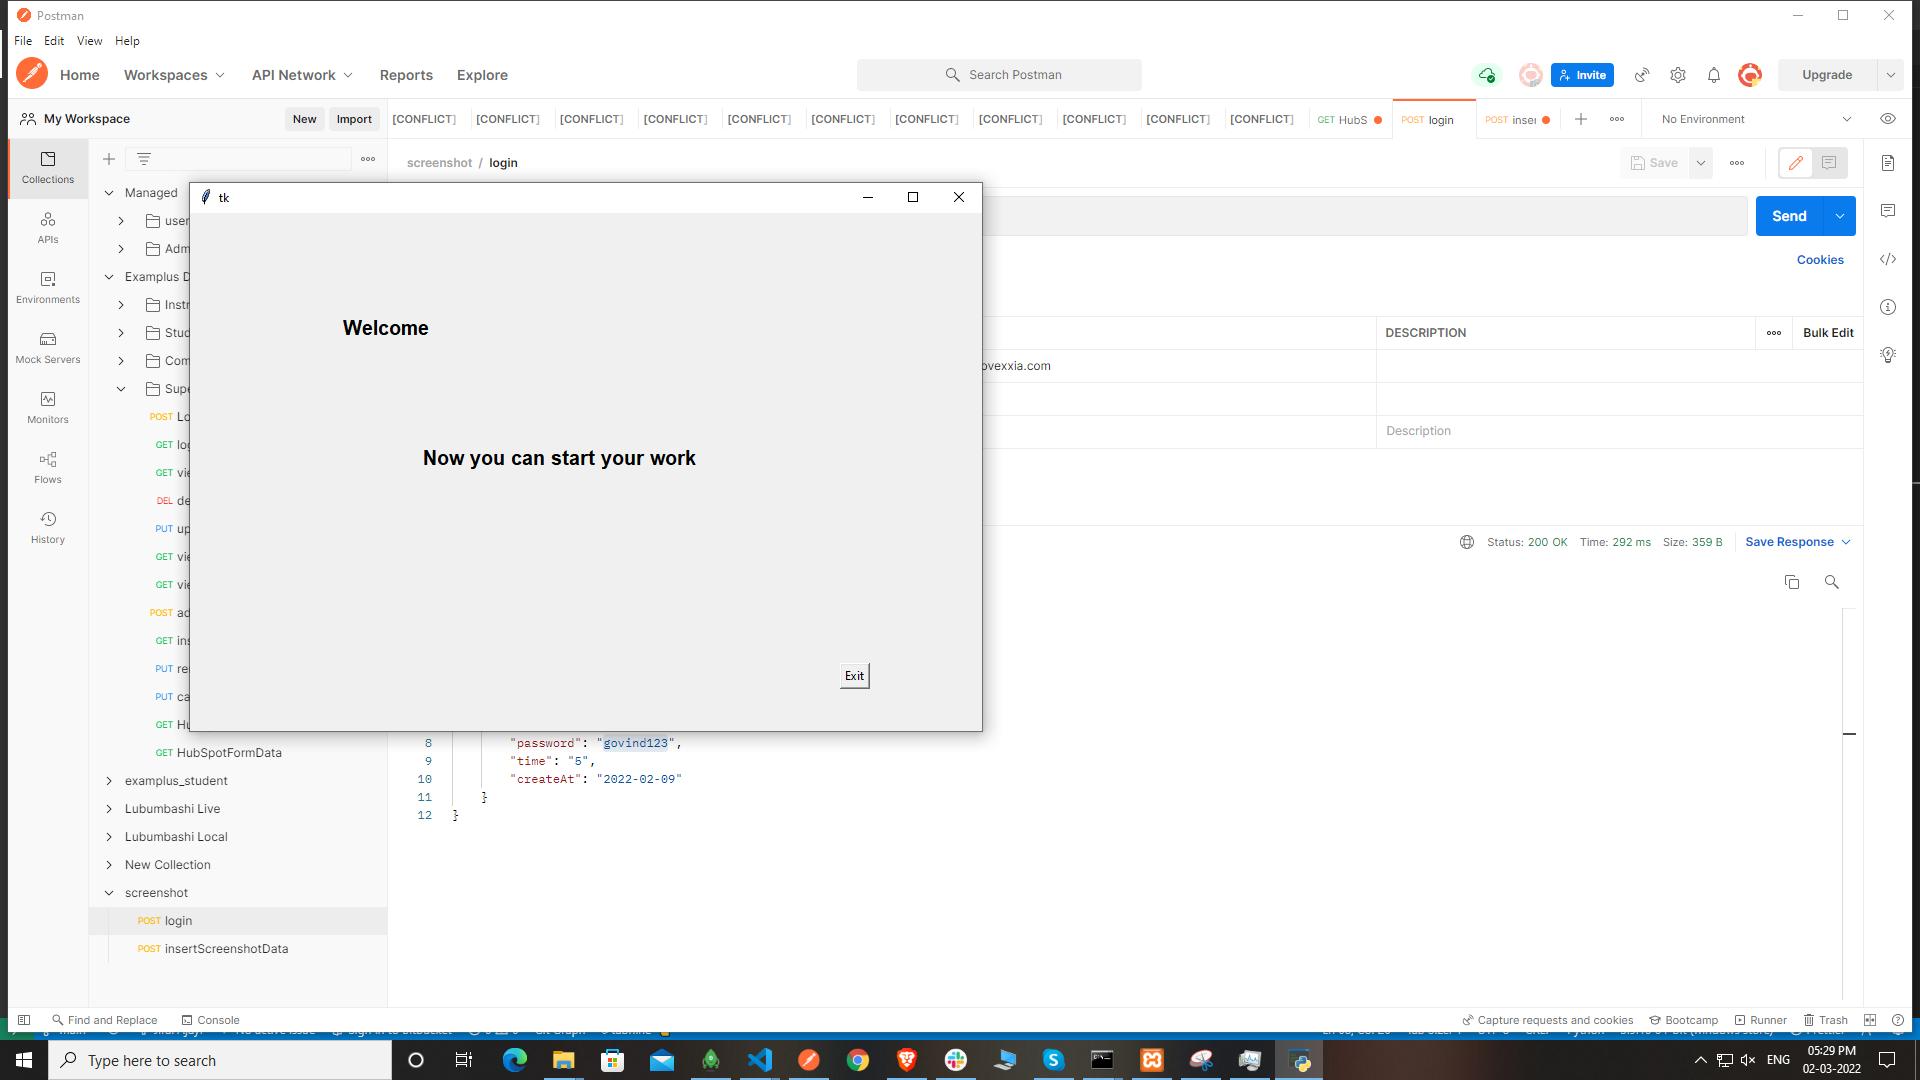 Postman
File Edit View Help
Home Workspaces API Network Reports Explore
Search Postman
Invite
Upgrade
My Workspace
New Import
[CONFLICT] [CONFLICT] [CONFLICT] [CONFLICT] [CONFLICT] [CONFLICT] [CONFLICT] [CONFLICT] [CONFLICT] [CONFLICT] [CONFLICT]
GET HubS
POST login
POST inser
No Environment
Collections
APIs
Environments
Mock Servers
Monitors
Flows
History
screenshot / login
Save
Send
Cookies
DESCRIPTION
Bulk Edit
ovexxia.com
Description
Managed
user
Adm
Examplus D
Instr
Stud
Com
Supe
POST Lo
GET log
GET vie
DEL de
PUT up
GET vie
GET vie
POST ad
GET ins
PUT re
PUT ca
GET Hu
GET HubSpotFormData
examplus_student
Lubumbashi Live
Lubumbashi Local
New Collection
screenshot
POST login
POST insertScreenshotData
tk
Welcome
Now you can start your work
Exit
Status: 200 OK Time: 292 ms Size: 359 B Save Response
8 "password": "govind123",
9 "time": "5",
10 "createAt": "2022-02-09"
11 }
12 }
Find and Replace Console
Capture requests and cookies Bootcamp Runner Trash
Type here to search
ENG
05:29 PM
02-03-2022